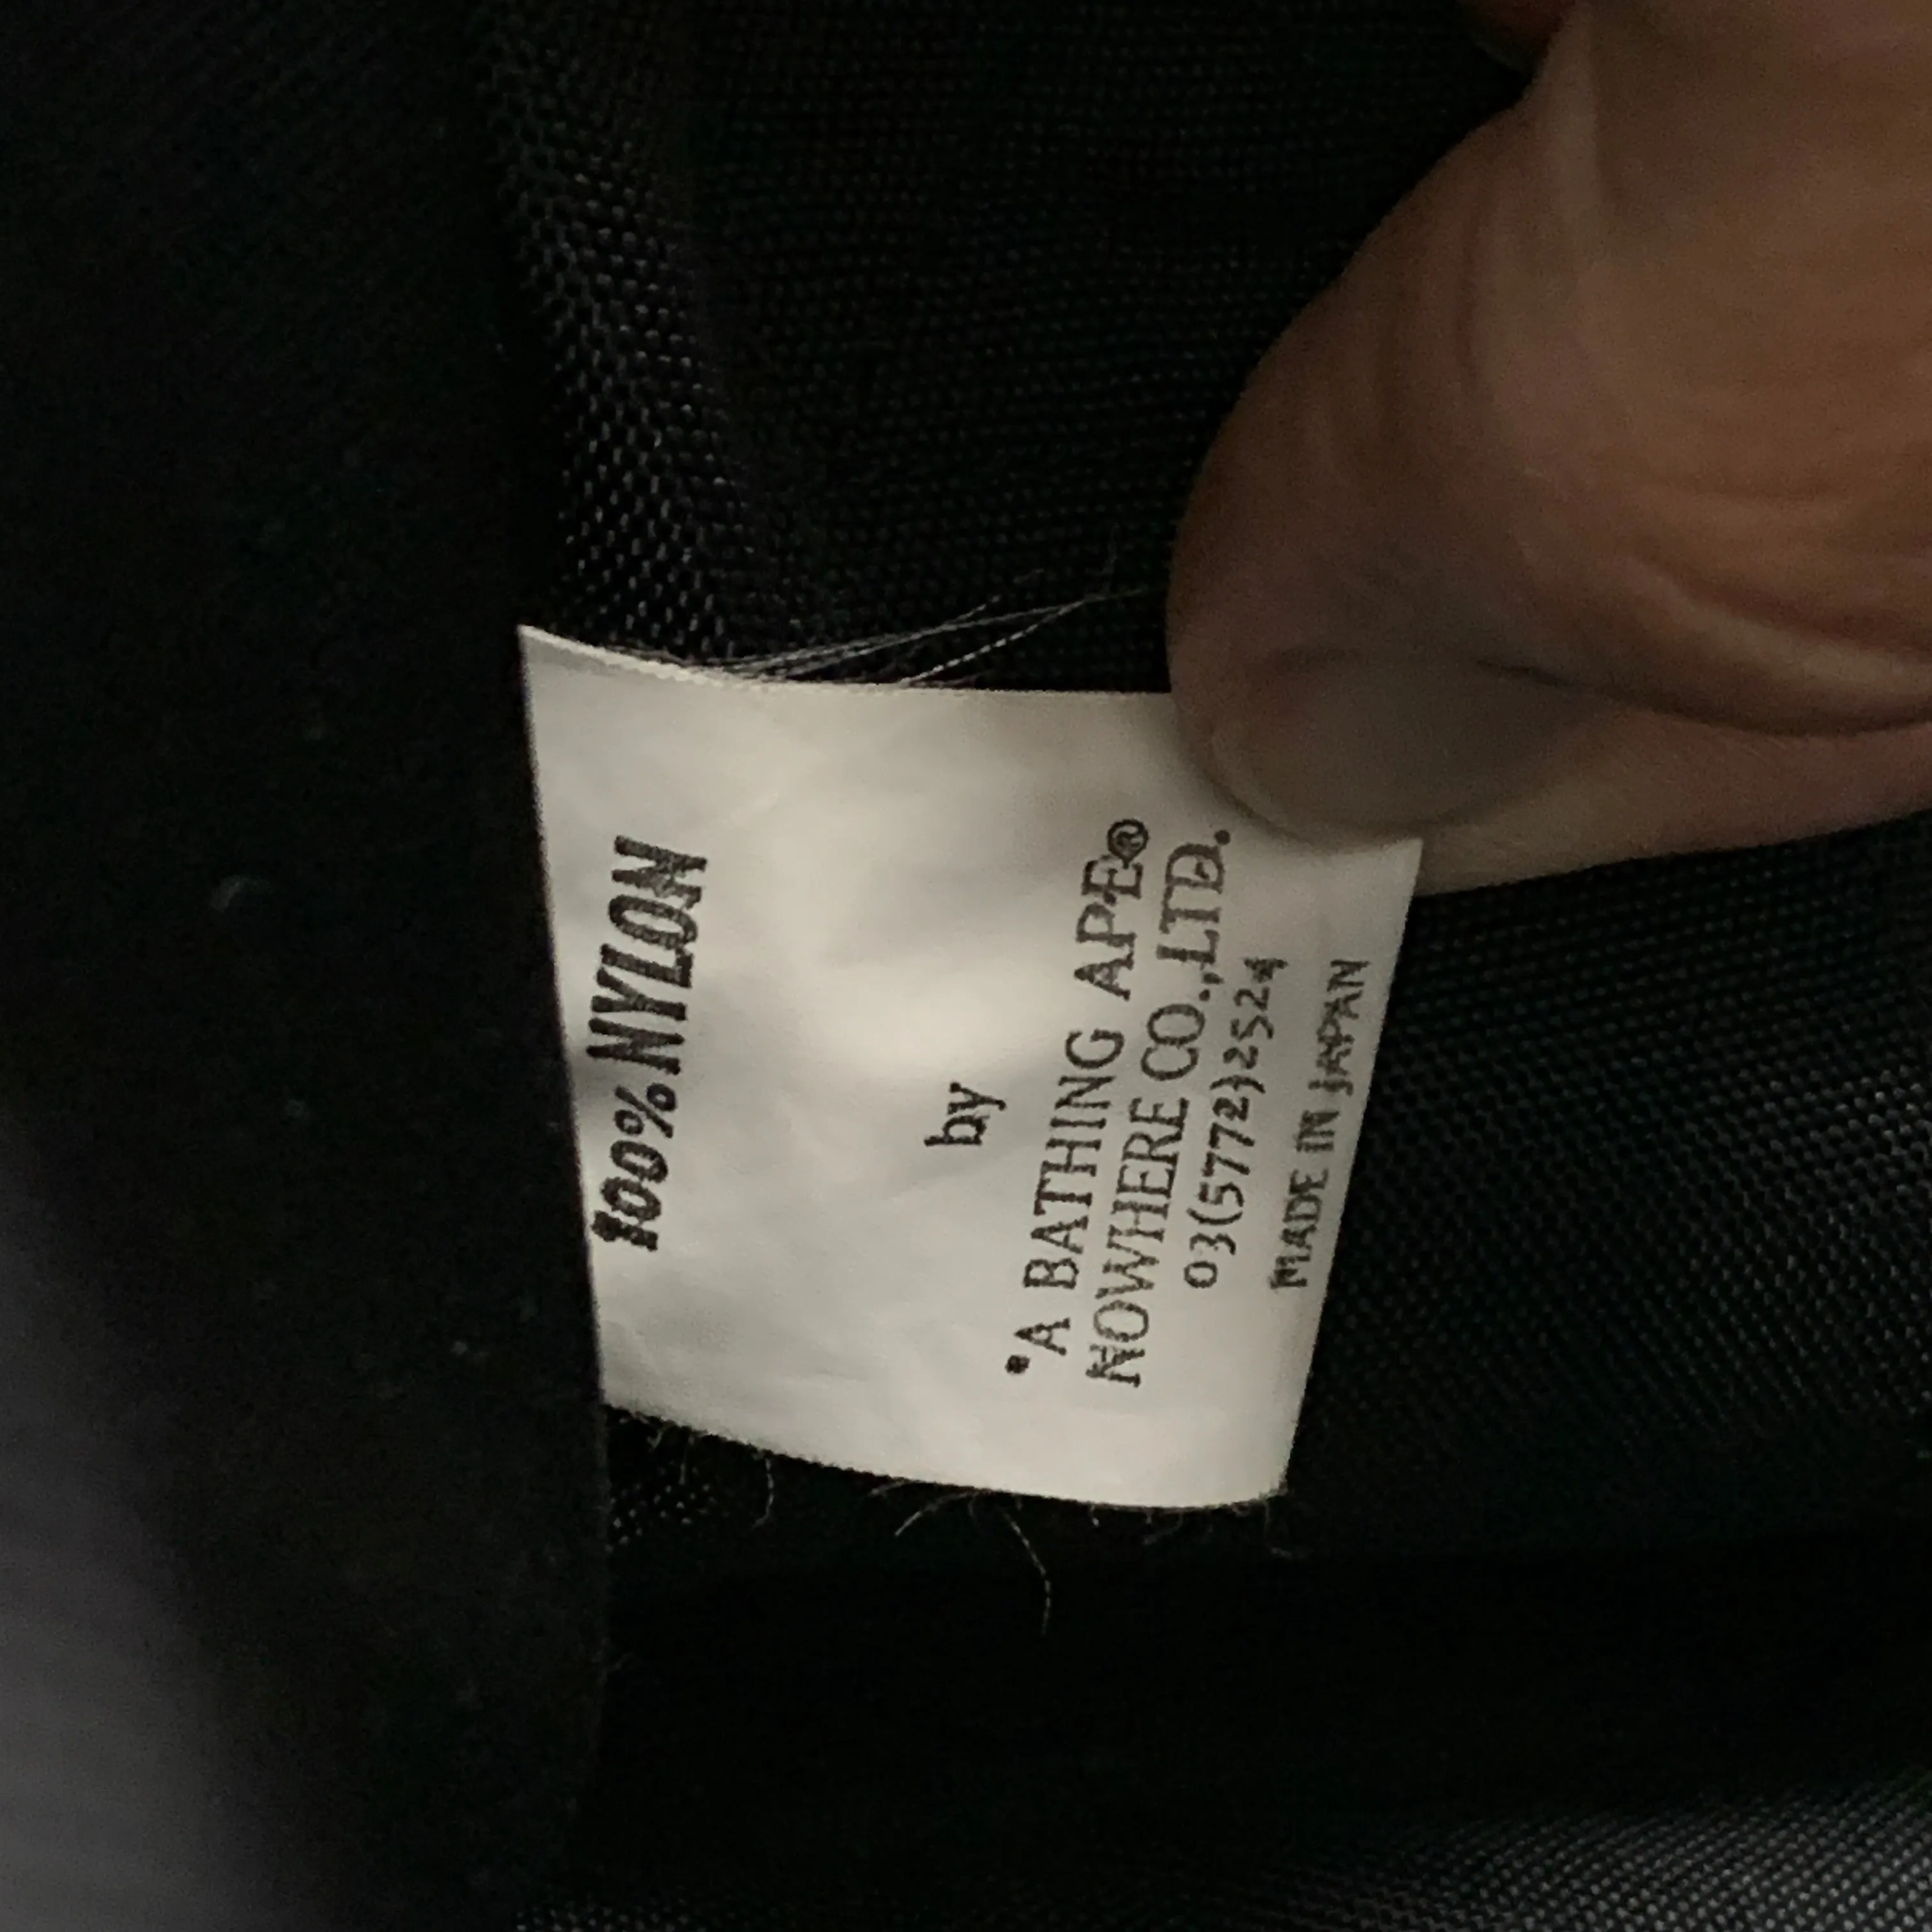 100% NYLON
by
•A BATHING APE®
NOWHERE CO.,LTD.
03(5772)2524
MADE IN JAPAN